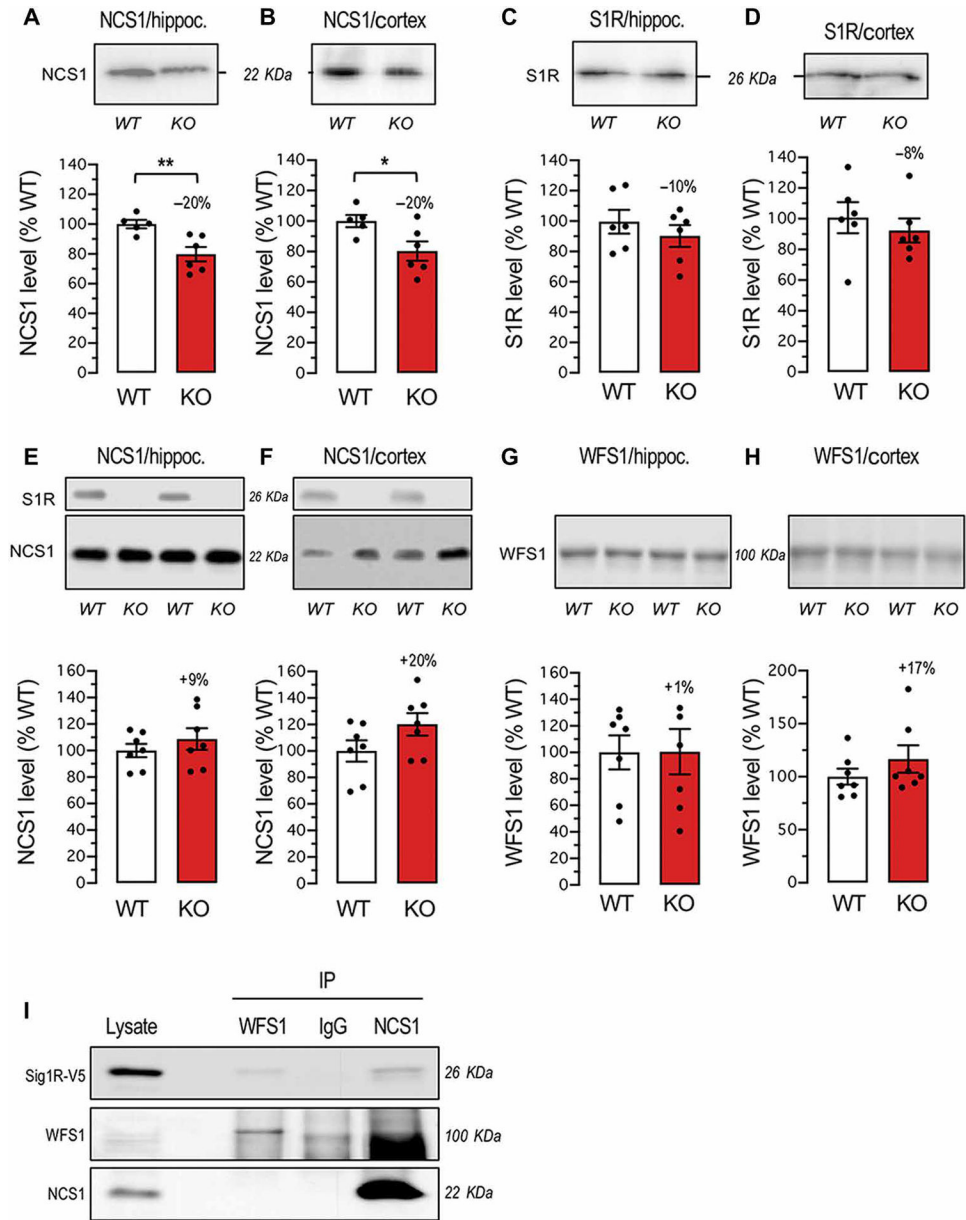 A NCS1/hippoc. B NCS1/cortex C S1R/hippoc. D S1R/cortex
NCS1 22 KDa S1R 26 KDa
WT KO WT KO WT KO WT KO
NCS1 level (% WT)
140
120
100
80
60
40
20
0
**
–20%
WT KO
NCS1 level (% WT)
140
120
100
80
60
40
20
0
*
–20%
WT KO
S1R level (% WT)
140
120
100
80
60
40
20
0
–10%
WT KO
S1R level (% WT)
140
120
100
80
60
40
20
0
–8%
WT KO
E NCS1/hippoc. F NCS1/cortex G WFS1/hippoc. H WFS1/cortex
S1R 26 KDa
NCS1 22 KDa WFS1 100 KDa
WT KO WT KO WT KO WT KO WT KO WT KO WT KO WT KO
NCS1 level (% WT)
160
140
120
100
80
60
40
20
0
+9%
WT KO
NCS1 level (% WT)
160
140
120
100
80
60
40
20
0
+20%
WT KO
WFS1 level (% WT)
160
140
120
100
80
60
40
20
0
+1%
WT KO
WFS1 level (% WT)
200
150
100
50
0
+17%
WT KO
I
IP
Lysate WFS1 IgG NCS1
Sig1R-V5 26 KDa
WFS1 100 KDa
NCS1 22 KDa